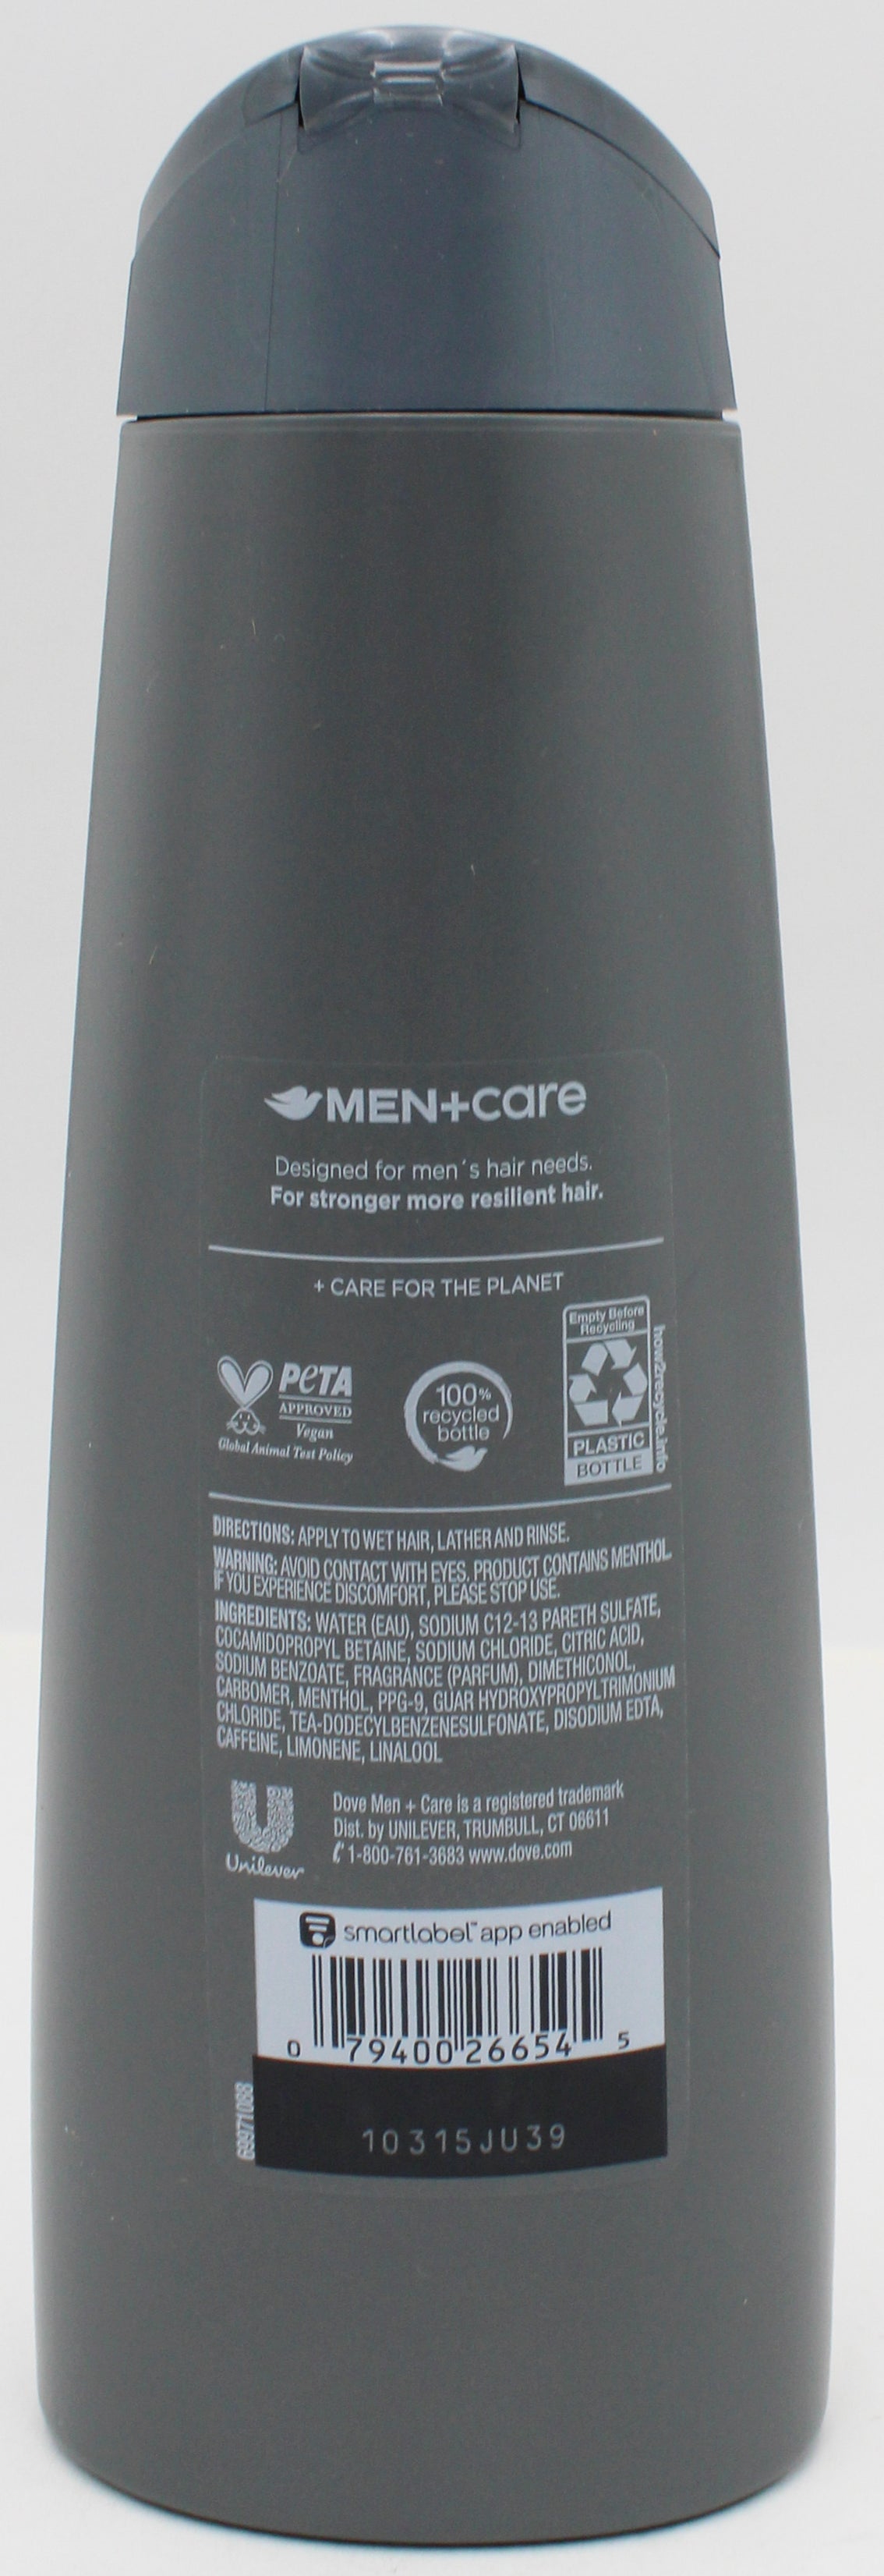 MEN+care
Designed for men´s hair needs.
For stronger more resilient hair.
+ CARE FOR THE PLANET
Empty Before
Recycling
PLASTIC
BOTTLE
how2recycle.info
PeTA
APPROVED
Vegan
Global Animal Test Policy
100%
recycled
bottle
DIRECTIONS: APPLY TO WET HAIR, LATHER AND RINSE.
WARNING: AVOID CONTACT WITH EYES. PRODUCT CONTAINS MENTHOL.
IF YOU EXPERIENCE DISCOMFORT, PLEASE STOP USE.
INGREDIENTS: WATER (EAU), SODIUM C12-13 PARETH SULFATE,
COCAMIDOPROPYL BETAINE, SODIUM CHLORIDE, CITRIC ACID,
SODIUM BENZOATE, FRAGRANCE (PARFUM), DIMETHICONOL,
CARBOMER, MENTHOL, PPG-9, GUAR HYDROXYPROPYLTRIMONIUM
CHLORIDE, TEA-DODECYLBENZENESULFONATE, DISODIUM EDTA,
CAFFEINE, LIMONENE, LINALOOL
Unilever
Dove Men + Care is a registered trademark
Dist. by UNILEVER, TRUMBULL, CT 06611
1-800-761-3683 www.dove.com
smartlabel™ app enabled
0 79400 26654 5
69971088
10315JU39